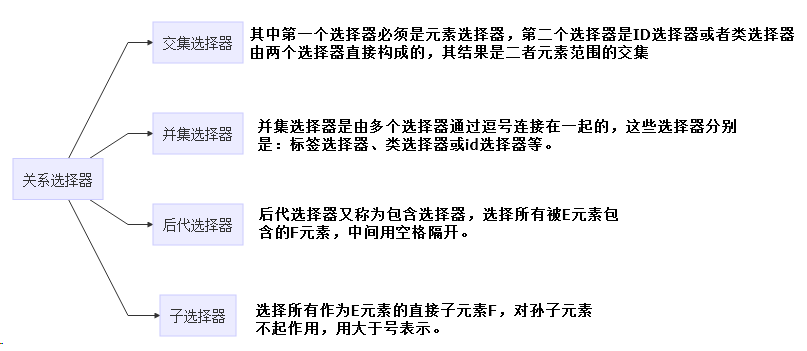 交集选择器
其中第一个选择器必须是元素选择器，第二个选择器是ID选择器或者类选择器
由两个选择器直接构成的，其结果是二者元素范围的交集
并集选择器
并集选择器是由多个选择器通过逗号连接在一起的，这些选择器分别
是：标签选择器、类选择器或id选择器等。
关系选择器
后代选择器
后代选择器又称为包含选择器，选择所有被E元素包
含的F元素，中间用空格隔开。
子选择器
选择所有作为E元素的直接子元素F，对孙子元素
不起作用，用大于号表示。